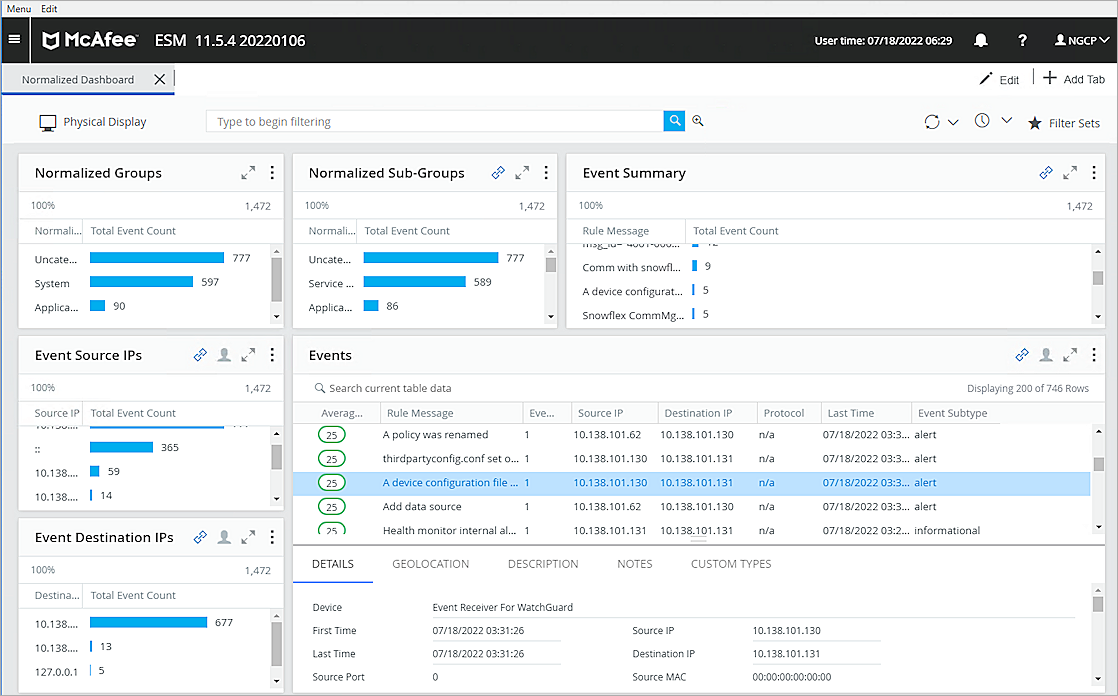 Menu Edit
McAfee ESM 11.5.4 20220106 User time: 07/18/2022 06:29 ? NGCP
Normalized Dashboard Edit Add Tab
Physical Display Type to begin filtering Filter Sets
Normalized Groups
100% 1,472
Normali... Total Event Count
Uncate... 777
System 597
Applica... 90
Normalized Sub-Groups
100% 1,472
Normali... Total Event Count
Uncate... 777
Service ... 589
Applica... 86
Event Summary
100% 1,472
Rule Message Total Event Count
Comm with snowfl... 9
A device configurat... 5
Snowflex CommMg... 5
Event Source IPs
100% 1,472
Source IP Total Event Count
:: 365
10.138.... 59
10.138.... 14
Event Destination IPs
100% 1,472
Destina... Total Event Count
10.138.... 677
10.138.... 13
127.0.0.1 5
Events
Search current table data Displaying 200 of 746 Rows
Averag... Rule Message Eve... Source IP Destination IP Protocol Last Time Event Subtype
25 A policy was renamed 1 10.138.101.62 10.138.101.130 n/a 07/18/2022 03:3... alert
25 thirdpartyconfig.conf set o... 1 10.138.101.130 10.138.101.131 n/a 07/18/2022 03:3... alert
25 A device configuration file ... 1 10.138.101.130 10.138.101.131 n/a 07/18/2022 03:3... alert
25 Add data source 1 10.138.101.62 10.138.101.130 n/a 07/18/2022 03:3... alert
25 Health monitor internal al... 1 10.138.101.131 10.138.101.131 n/a 07/18/2022 03:2... informational
DETAILS GEOLOCATION DESCRIPTION NOTES CUSTOM TYPES
Device Event Receiver For WatchGuard
First Time 07/18/2022 03:31:26 Source IP 10.138.101.130
Last Time 07/18/2022 03:31:26 Destination IP 10.138.101.131
Source Port 0 Source MAC 00:00:00:00:00:00